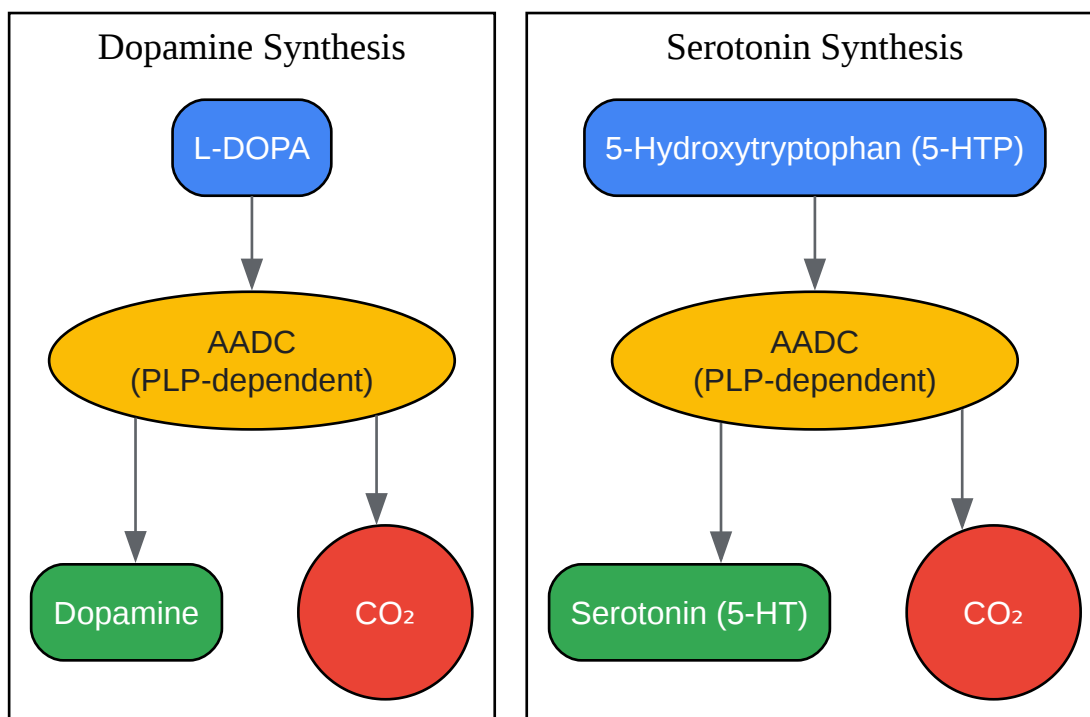 Dopamine Synthesis
L-DOPA
AADC
(PLP-dependent)
Dopamine
CO₂
Serotonin Synthesis
5-Hydroxytryptophan (5-HTP)
AADC
(PLP-dependent)
Serotonin (5-HT)
CO₂